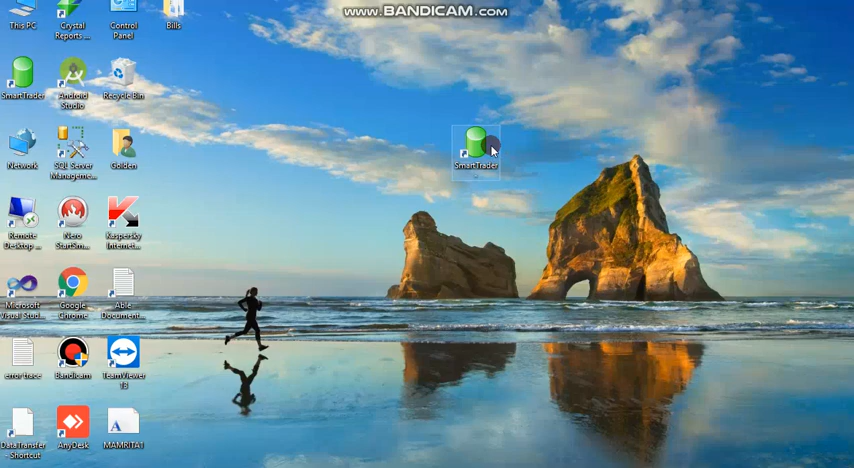 www.BANDICAM.com
This PC
Crystal
Reports ...
Control
Panel
Bills
SmartTrader
Android
Studio
Recycle Bin
SmartTrader
Network
SQL Server
Manageme...
Golden
Remote
Desktop ...
Nero
StartSm...
Kaspersky
Internet...
Microsoft
Visual Stud...
Google
Chrome
Able
Document...
error trace
Bandicam
TeamViewer
13
DataTransfer
- Shortcut
AnyDesk
A
MAMRITA1